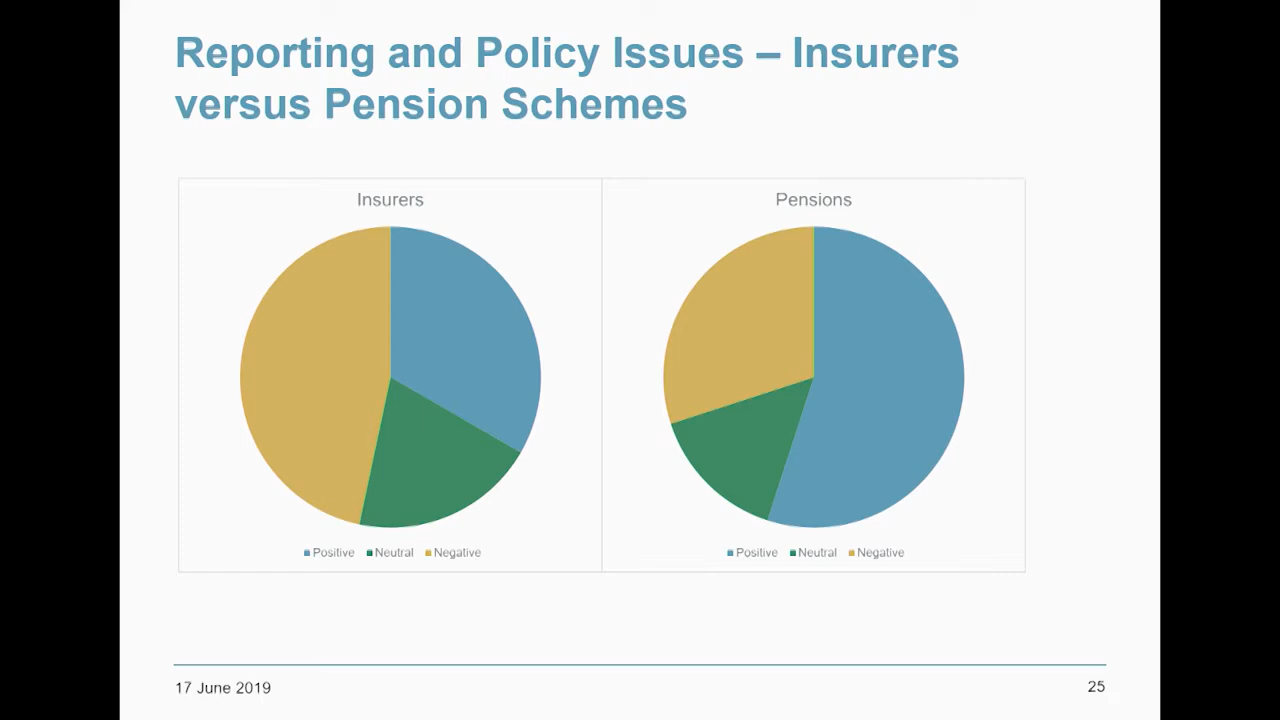 Reporting and Policy Issues – Insurers
versus Pension Schemes
Insurers
Pensions
Positive Neutral Negative
Positive Neutral Negative
17 June 2019
25